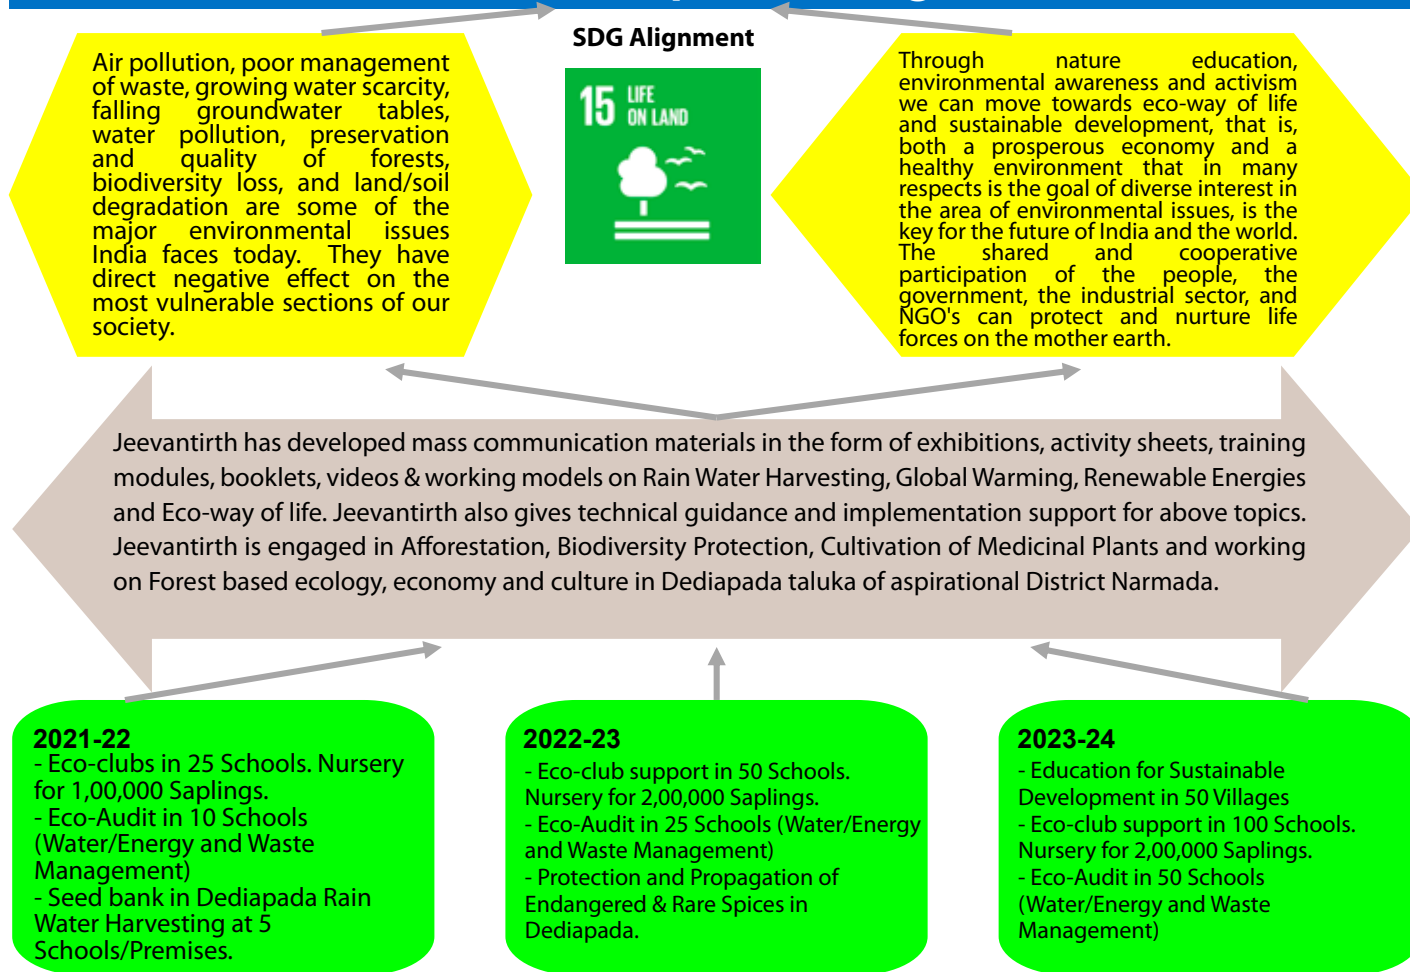 SDG Alignment
15 LIFE
ON LAND
Air pollution, poor management
of waste, growing water scarcity,
falling groundwater tables,
water pollution, preservation
and quality of forests,
biodiversity loss, and land/soil
degradation are some of the
major environmental issues
India faces today. They have
direct negative effect on the
most vulnerable sections of our
society.
Through nature education,
environmental awareness and activism
we can move towards eco-way of life
and sustainable development, that is,
both a prosperous economy and a
healthy environment that in many
respects is the goal of diverse interest in
the area of environmental issues, is the
key for the future of India and the world.
The shared and cooperative
participation of the people, the
government, the industrial sector, and
NGO's can protect and nurture life
forces on the mother earth.
Jeevantirth has developed mass communication materials in the form of exhibitions, activity sheets, training
modules, booklets, videos & working models on Rain Water Harvesting, Global Warming, Renewable Energies
and Eco-way of life. Jeevantirth also gives technical guidance and implementation support for above topics.
Jeevantirth is engaged in Afforestation, Biodiversity Protection, Cultivation of Medicinal Plants and working
on Forest based ecology, economy and culture in Dediapada taluka of aspirational District Narmada.
2021-22
- Eco-clubs in 25 Schools. Nursery
for 1,00,000 Saplings.
- Eco-Audit in 10 Schools
(Water/Energy and Waste
Management)
- Seed bank in Dediapada Rain
Water Harvesting at 5
Schools/Premises.
2022-23
- Eco-club support in 50 Schools.
Nursery for 2,00,000 Saplings.
- Eco-Audit in 25 Schools (Water/Energy
and Waste Management)
- Protection and Propagation of
Endangered & Rare Spices in
Dediapada.
2023-24
- Education for Sustainable
Development in 50 Villages
- Eco-club support in 100 Schools.
Nursery for 2,00,000 Saplings.
- Eco-Audit in 50 Schools
(Water/Energy and Waste
Management)